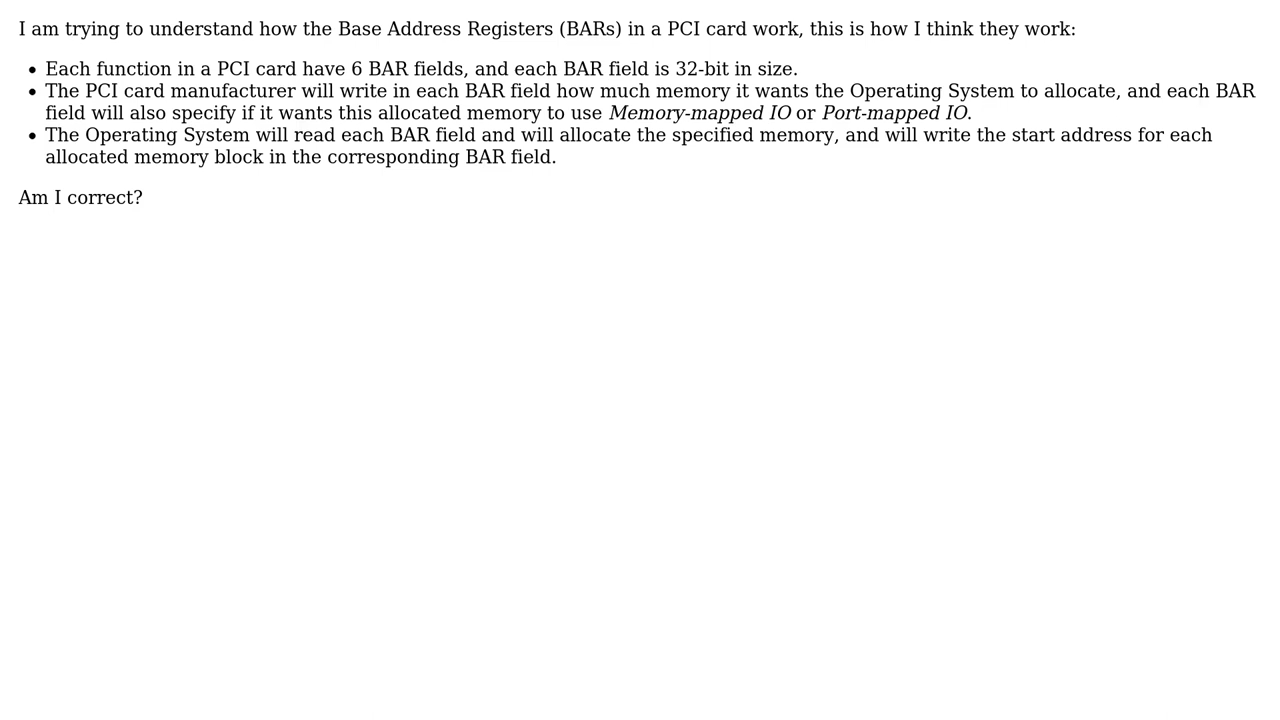 I am trying to understand how the Base Address Registers (BARs) in a PCI card work, this is how I think they work:
• Each function in a PCI card have 6 BAR fields, and each BAR field is 32-bit in size.
• The PCI card manufacturer will write in each BAR field how much memory it wants the Operating System to allocate, and each BAR
field will also specify if it wants this allocated memory to use Memory-mapped IO or Port-mapped IO.
• The Operating System will read each BAR field and will allocate the specified memory, and will write the start address for each
allocated memory block in the corresponding BAR field.
Am I correct?